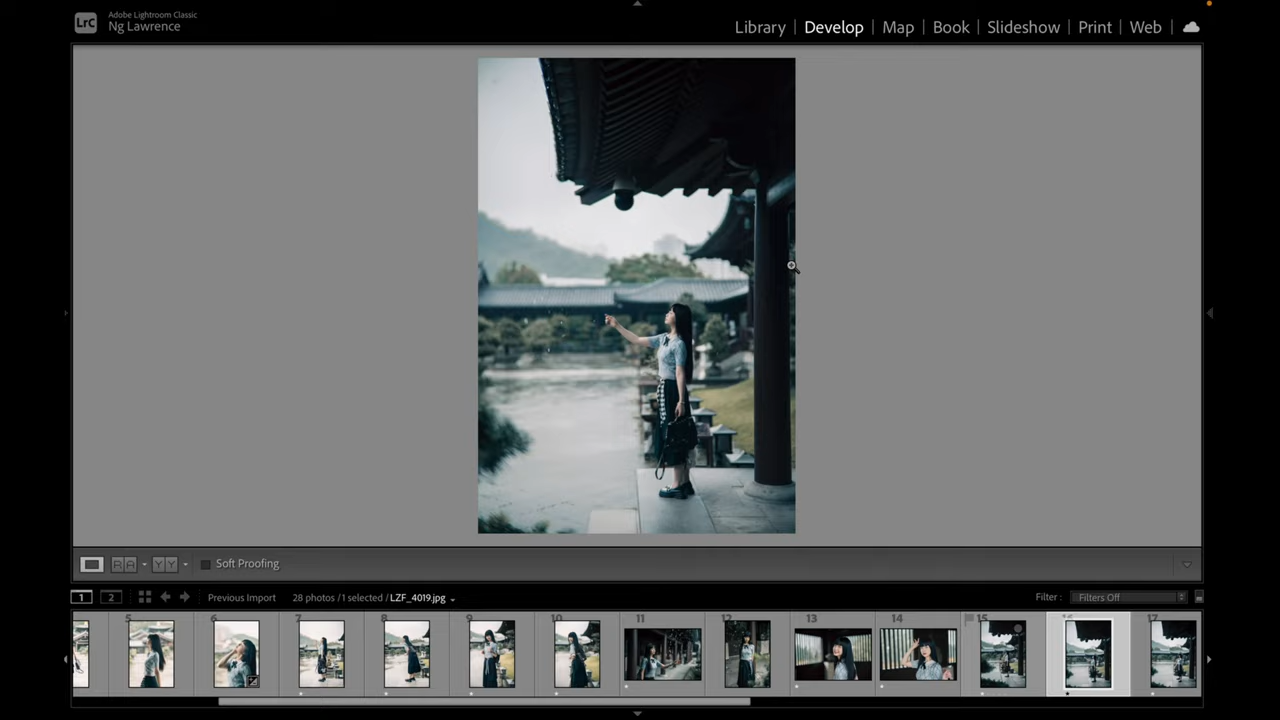 LrC
Adobe Lightroom Classic
Ng Lawrence
Library | Develop | Map | Book | Slideshow | Print | Web
R A Y Y Soft Proofing
1 2 Previous Import 28 photos / 1 selected / LZF_4019.jpg Filter : Filters Off
5 6 7 8 9 10 11 12 13 14 15 16 17